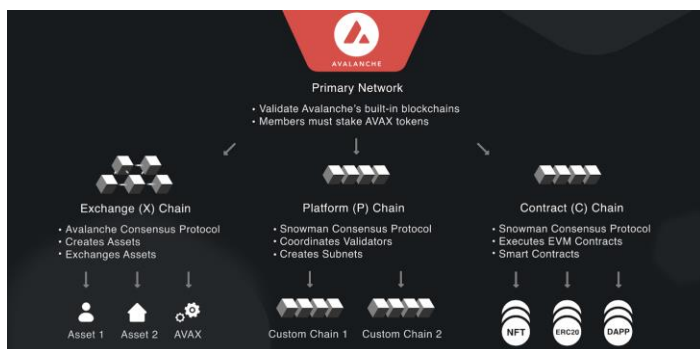 AVALANCHE
Primary Network
• Validate Avalanche's built-in blockchains
• Members must stake AVAX tokens
Exchange (X) Chain
• Avalanche Consensus Protocol
• Creates Assets
• Exchanges Assets
Platform (P) Chain
• Snowman Consensus Protocol
• Coordinates Validators
• Creates Subnets
Contract (C) Chain
• Snowman Consensus Protocol
• Executes EVM Contracts
• Smart Contracts
Asset 1
Asset 2
AVAX
Custom Chain 1
Custom Chain 2
NFT
ERC20
DAPP